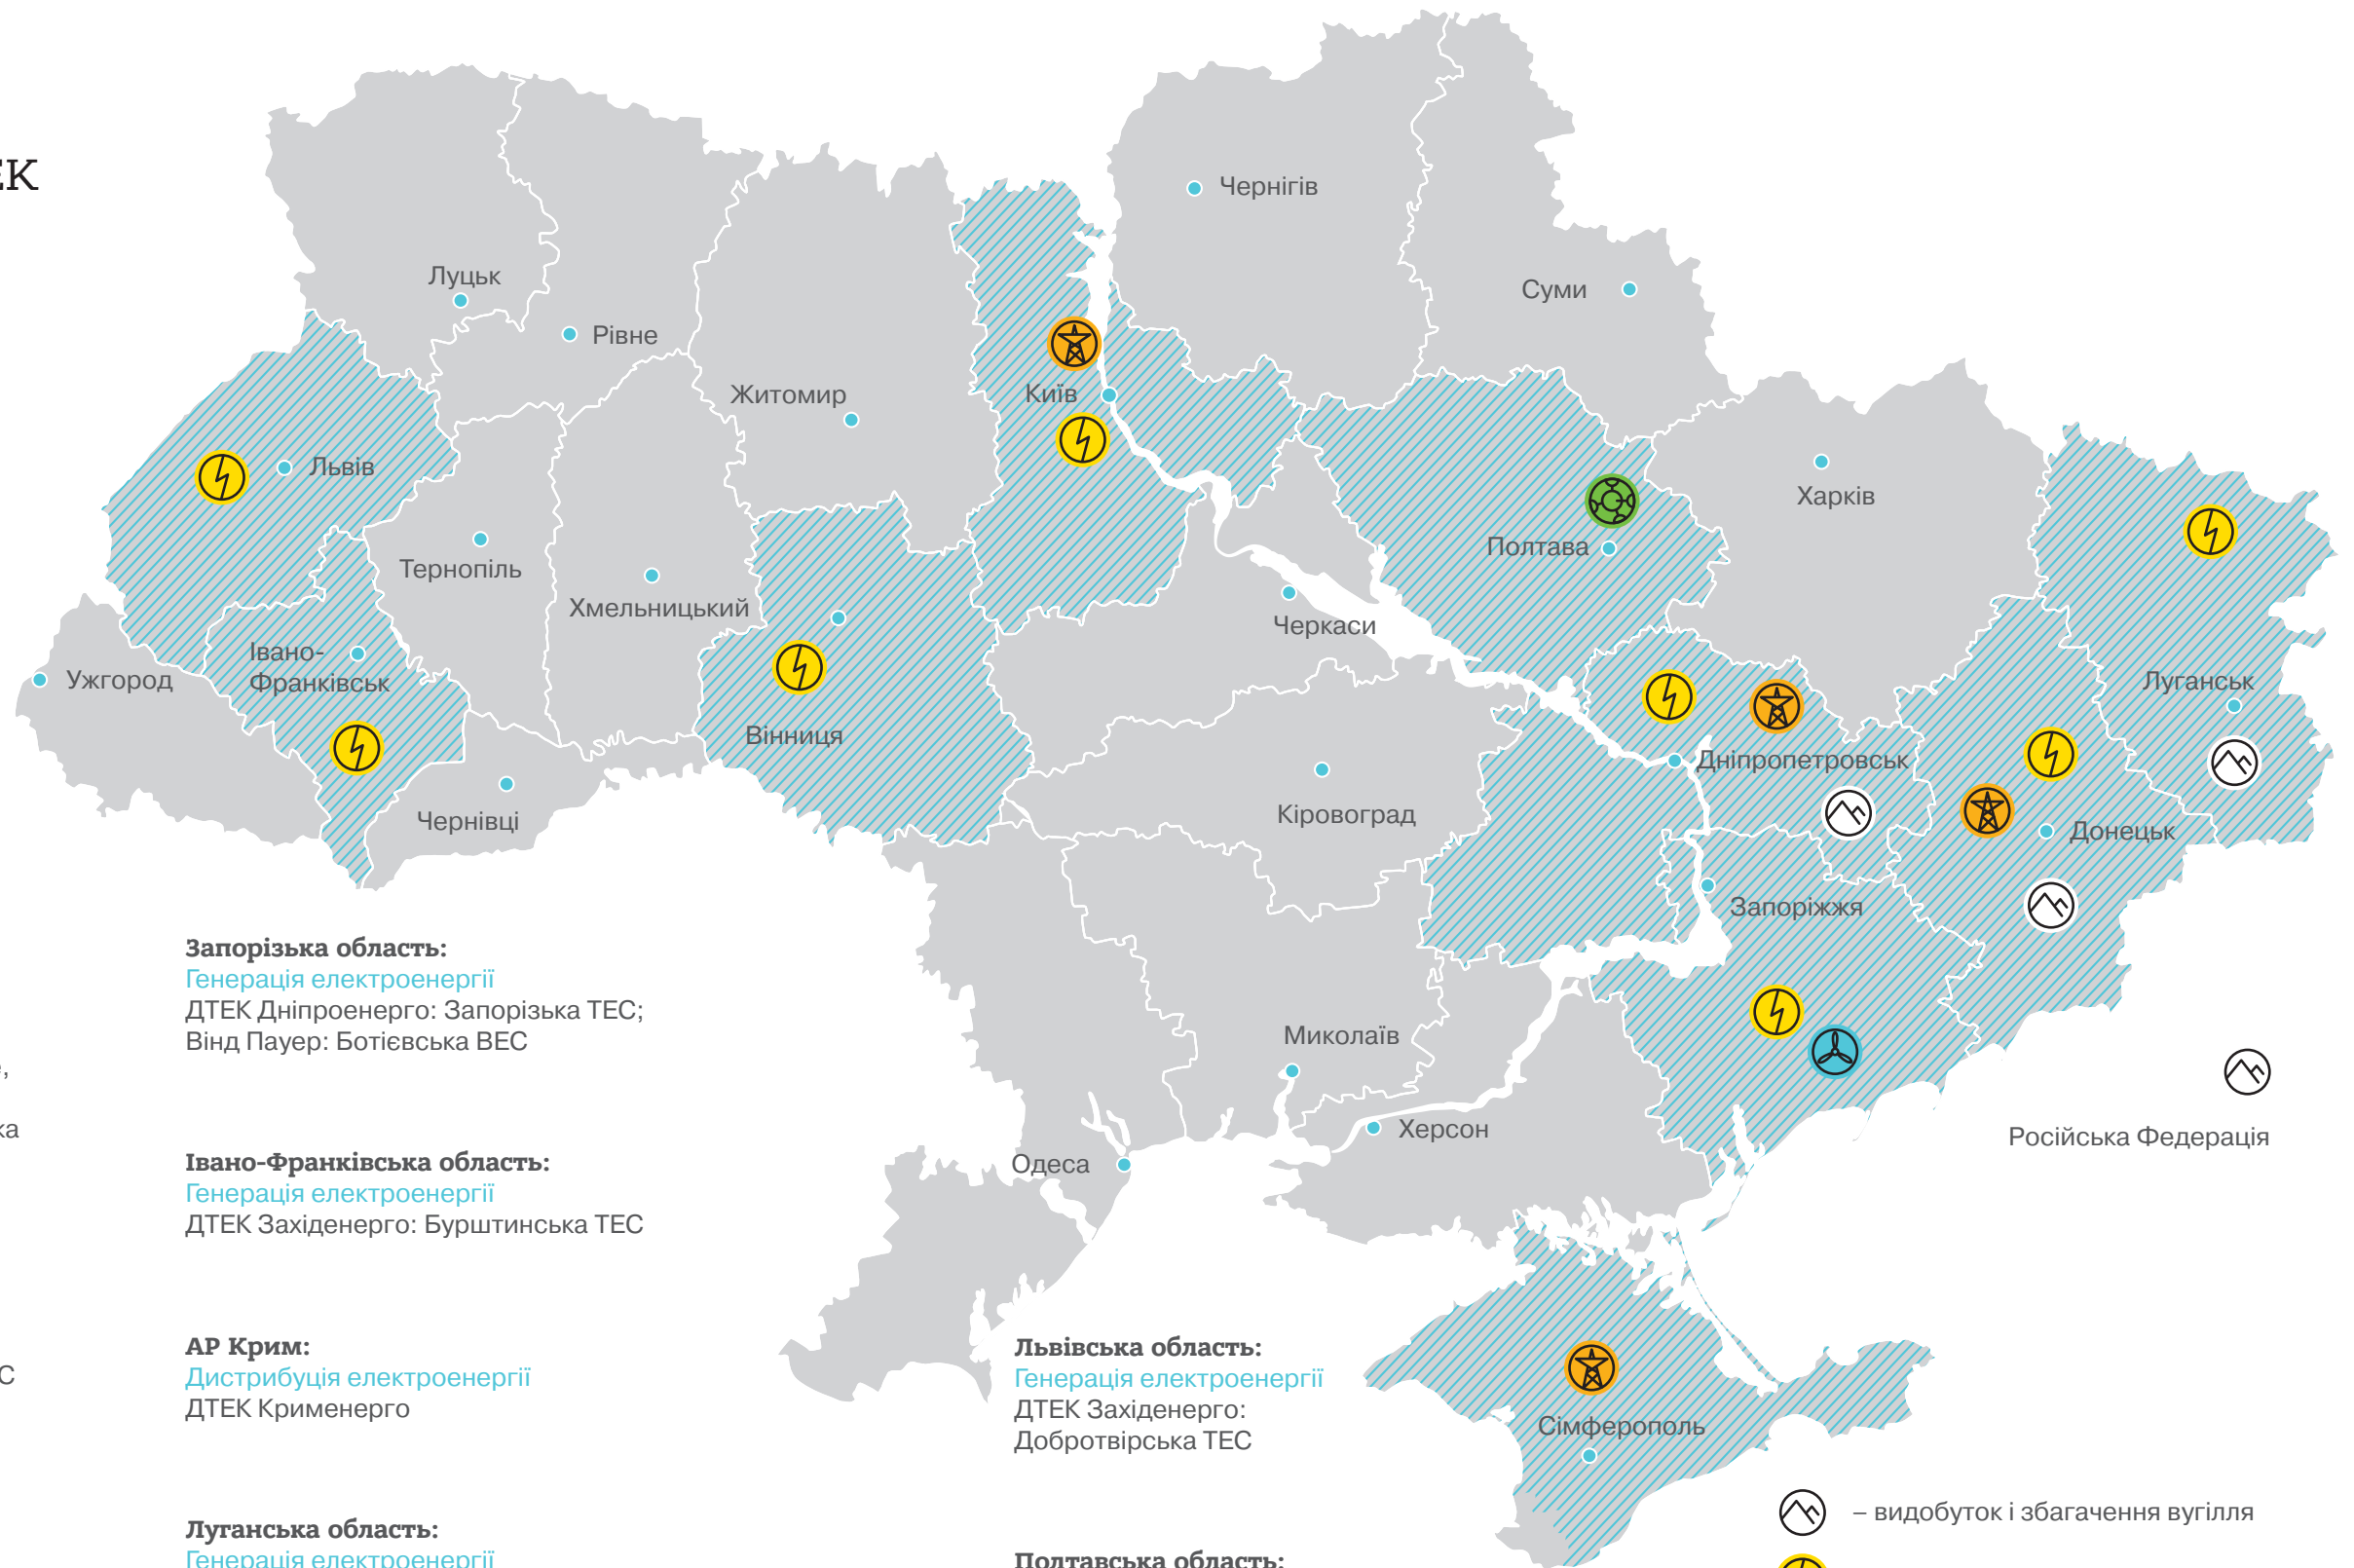 Чернігів
Луцьк
Суми
Рівне
Житомир
Київ
Львів
Харків
Полтава
Тернопіль
Хмельницький
Черкаси
Івано-
Франківськ
Ужгород
Луганськ
Вінниця
Дніпропетровськ
Чернівці
Кіровоград
Донецьк
Запоріжжя
Запорізька область:
Генерація електроенергії
ДТЕК Дніпроенерго: Запорізька ТЕС;
Вінд Пауер: Ботієвська ВЕС
Миколаїв
Херсон
Російська Федерація
Одеса
Івано-Франківська область:
Генерація електроенергії
ДТЕК Західенерго: Бурштинська ТЕС
АР Крим:
Дистрибуція електроенергії
ДТЕК Крименерго
Львівська область:
Генерація електроенергії
ДТЕК Західенерго:
Добротвірська ТЕС
Сімферополь
– видобуток і збагачення вугілля
Луганська область:
Генерація електроенергії
Полтавська область: